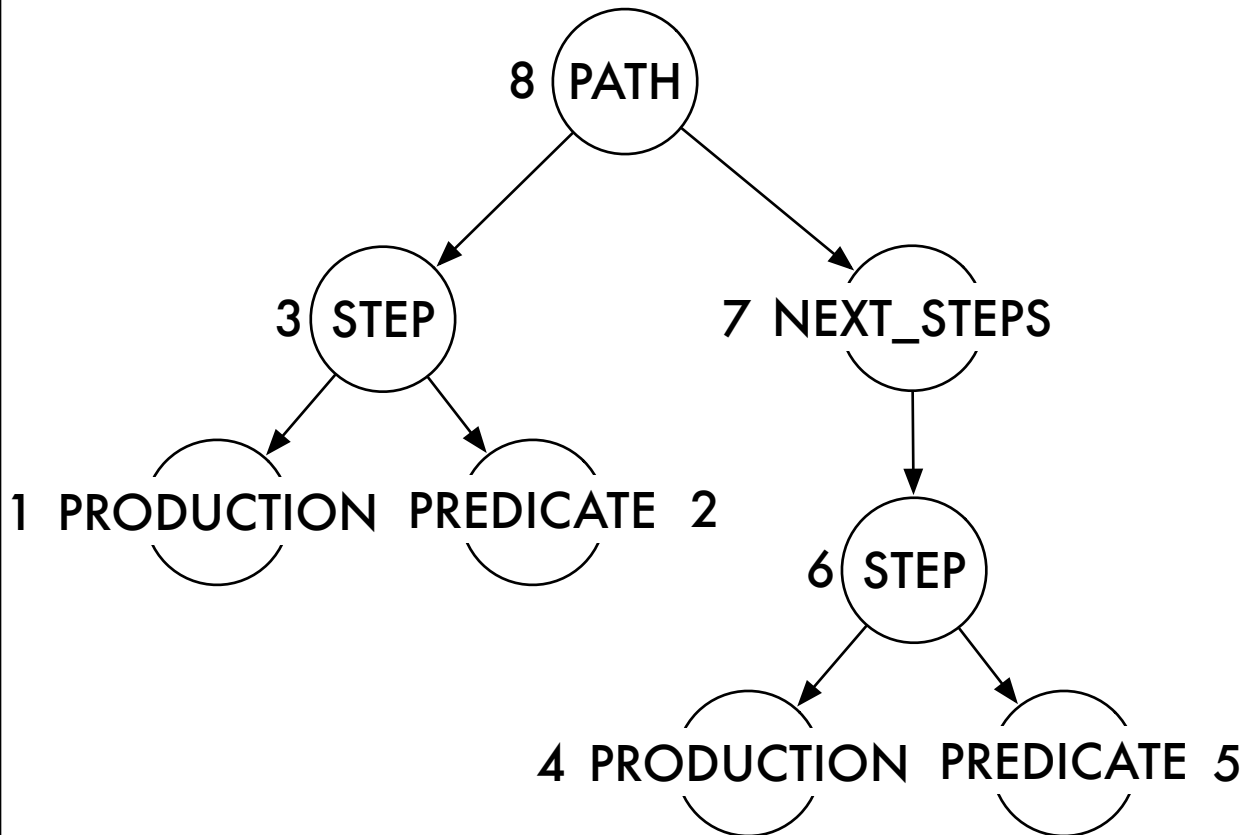 8 PATH
3 STEP
7 NEXT_STEPS
1 PRODUCTION PREDICATE 2
6 STEP
4 PRODUCTION PREDICATE 5